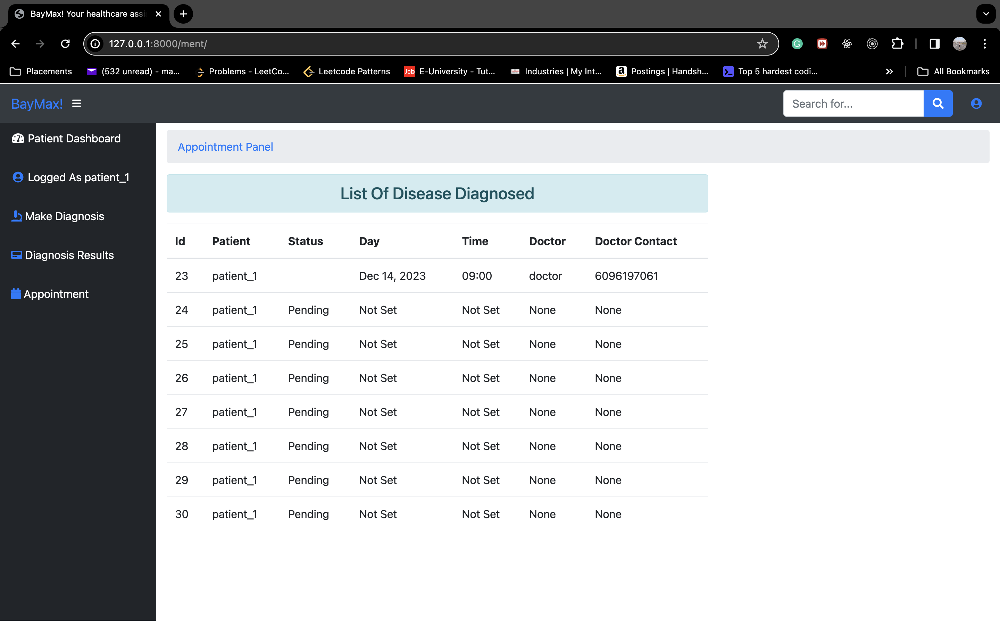 BayMax! Your healthcare assi
127.0.0.1:8000/ment/
Placements (532 unread) - ma... Problems - LeetCo... Leetcode Patterns Job E-University - Tut... Industries | My Int... a Postings | Handsh... Top 5 hardest codi... All Bookmarks
BayMax! Search for...
Patient Dashboard
Logged As patient_1
Make Diagnosis
Diagnosis Results
Appointment
Appointment Panel
List Of Disease Diagnosed
Id Patient Status Day Time Doctor Doctor Contact
23 patient_1 Dec 14, 2023 09:00 doctor 6096197061
24 patient_1 Pending Not Set Not Set None None
25 patient_1 Pending Not Set Not Set None None
26 patient_1 Pending Not Set Not Set None None
27 patient_1 Pending Not Set Not Set None None
28 patient_1 Pending Not Set Not Set None None
29 patient_1 Pending Not Set Not Set None None
30 patient_1 Pending Not Set Not Set None None